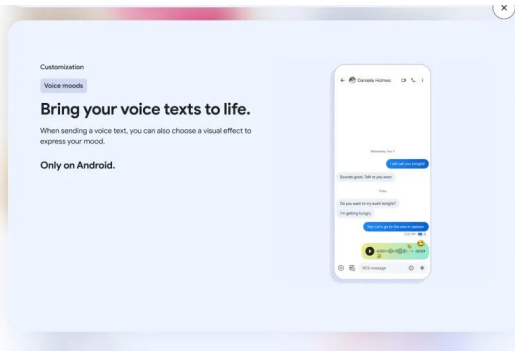 Customization
Voice moods
Bring your voice texts to life.
When sending a voice text, you can also choose a visual effect to
express your mood.
Only on Android.
Danielle Holmes
I will call you tonight!
Sounds good. Talk to you soon
Today
Do you want to try sushi tonight?
I'm getting hungry
RCS message